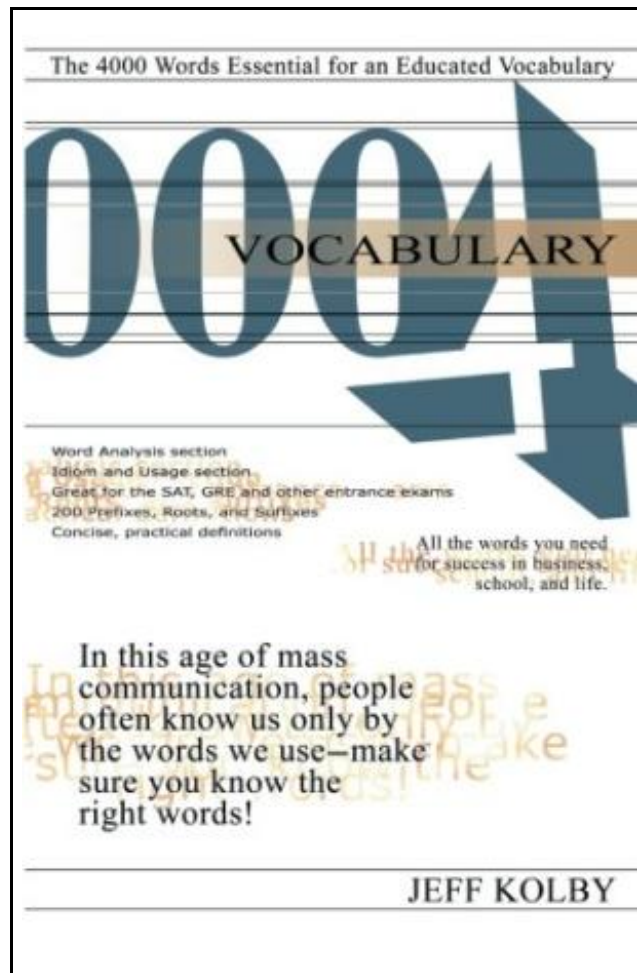 The 4000 Words Essential for an Educated Vocabulary
0004
VOCABULARY
Word Analysis section
Idiom and Usage section
Great for the SAT, GRE and other entrance exams
200 Prefixes, Roots, and Suffixes
Concise, practical definitions
All the words you need
for success in business,
school, and life.
In this age of mass
communication, people
often know us only by
the words we use—make
sure you know the
right words!
JEFF KOLBY